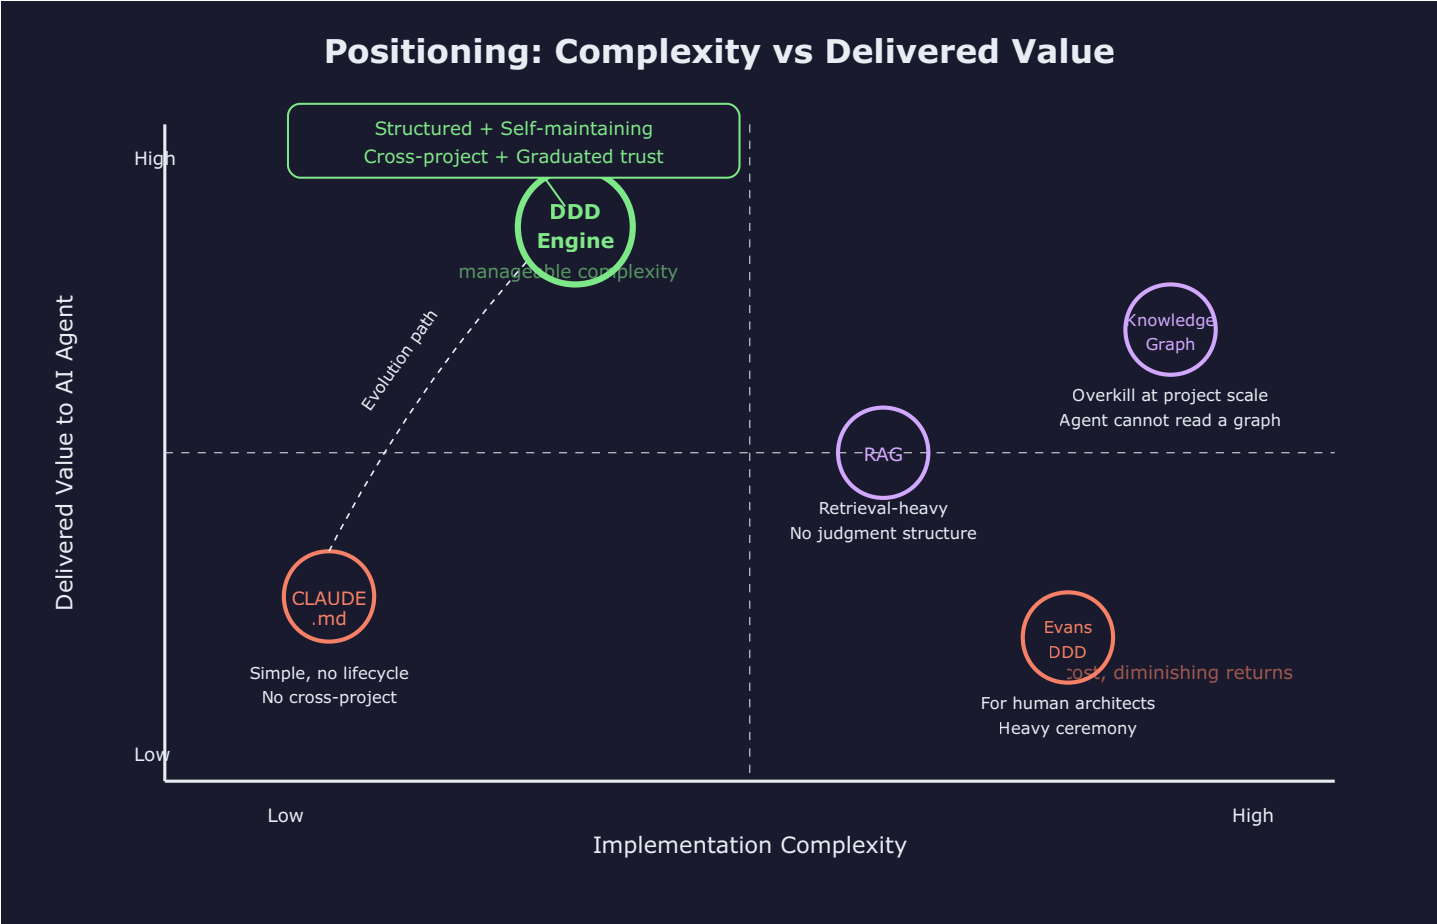 Positioning: Complexity vs Delivered Value
Structured + Self-maintaining
Cross-project + Graduated trust
High
DDD
Engine
manageable complexity
Evolution path
Delivered Value to AI Agent
Knowledge
Graph
Overkill at project scale
Agent cannot read a graph
RAG
Retrieval-heavy
No judgment structure
CLAUDE
.md
Simple, no lifecycle
No cross-project
Evans
DDD
cost, diminishing returns
For human architects
Heavy ceremony
Low
Low
High
Implementation Complexity